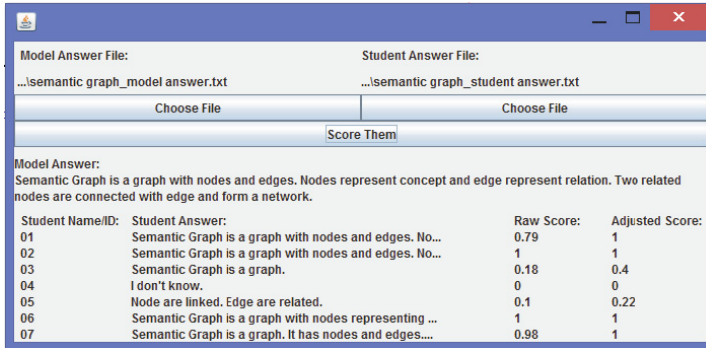 Model Answer File: Student Answer File:
...\semantic graph_model answer.txt ...\semantic graph_student answer.txt
Choose File Choose File
Score Them
Model Answer:
Semantic Graph is a graph with nodes and edges. Nodes represent concept and edge represent relation. Two related
nodes are connected with edge and form a network.
Student Name/ID: Student Answer: Raw Score: Adjusted Score:
01 Semantic Graph is a graph with nodes and edges. No... 0.79 1
02 Semantic Graph is a graph with nodes and edges. No... 1 1
03 Semantic Graph is a graph. 0.18 0.4
04 I don't know. 0 0
05 Node are linked. Edge are related. 0.1 0.22
06 Semantic Graph is a graph with nodes representing ... 1 1
07 Semantic Graph is a graph. It has nodes and edges.... 0.98 1